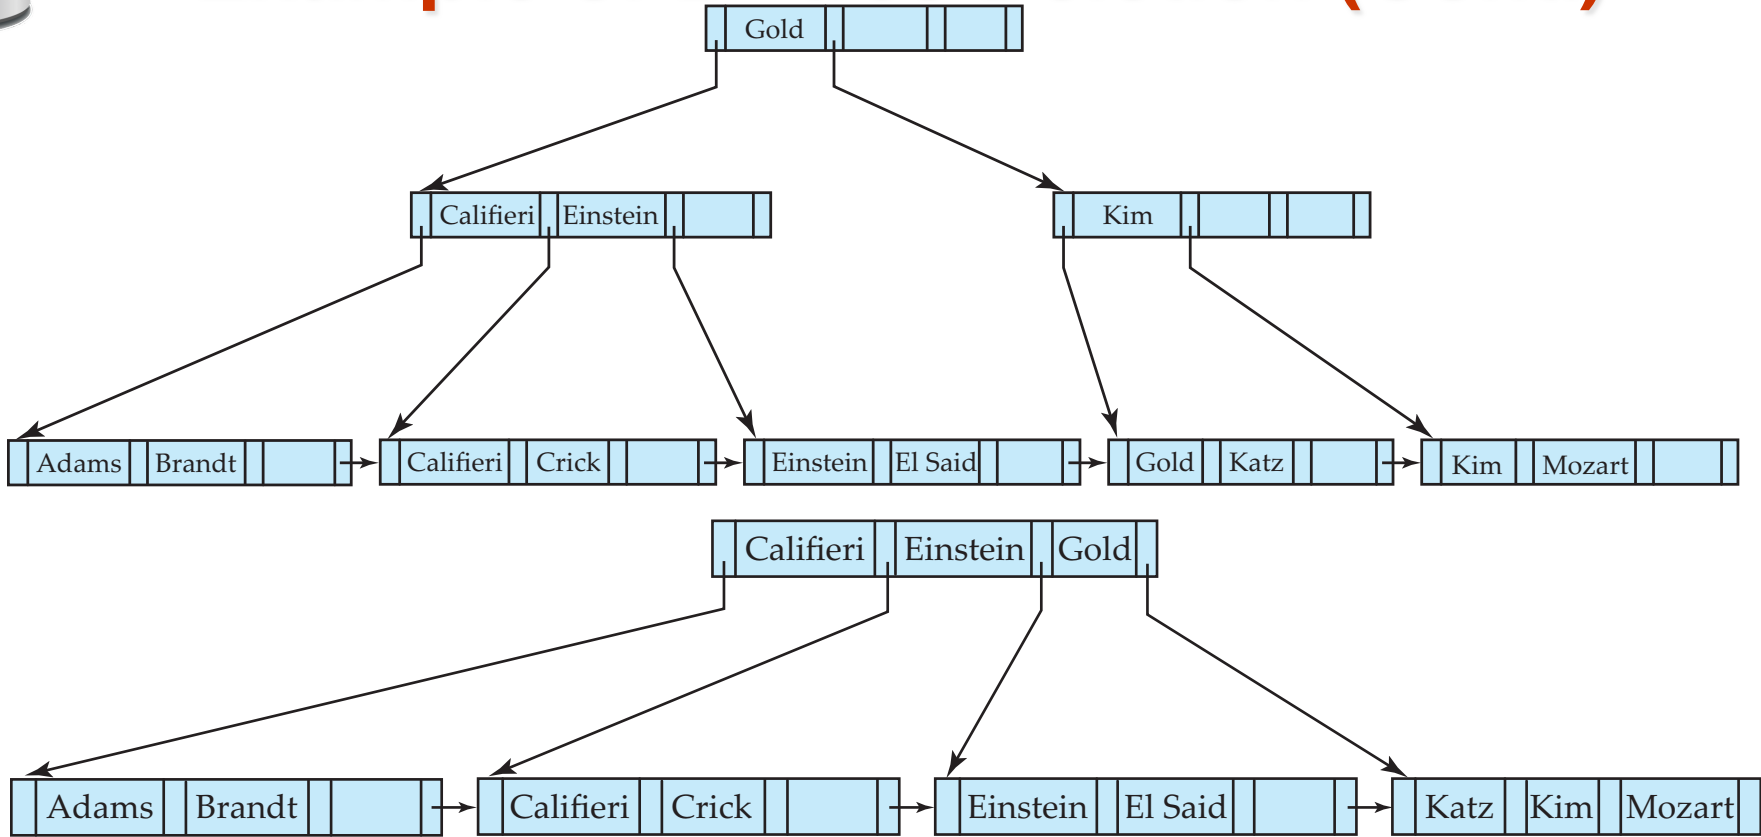 Gold
Califieri Einstein
Kim
Adams Brandt
Califieri Crick
Einstein El Said
Gold Katz
Kim Mozart
Califieri Einstein Gold
Adams Brandt
Califieri Crick
Einstein El Said
Katz Kim Mozart